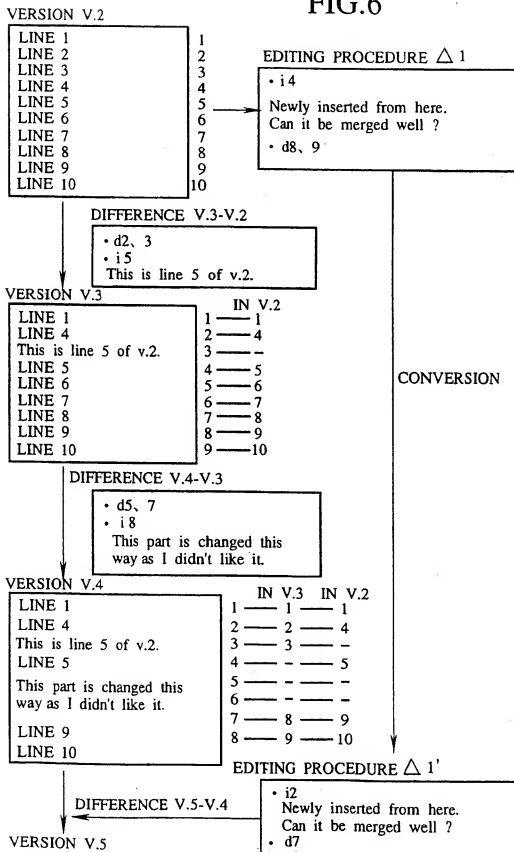 FIG.6
VERSION V.2
LINE 1 1
LINE 2 2
LINE 3 3
LINE 4 4
LINE 5 5
LINE 6 6
LINE 7 7
LINE 8 8
LINE 9 9
LINE 10 10
EDITING PROCEDURE △ 1
• i4
Newly inserted from here.
Can it be merged well ?
• d8、9
DIFFERENCE V.3-V.2
• d2、3
• i5
This is line 5 of v.2.
VERSION V.3
IN V.2
LINE 1 1 — 1
LINE 4 2 — 4
This is line 5 of v.2. 3 — -
LINE 5 4 — 5
LINE 6 5 — 6
LINE 7 6 — 7
LINE 8 7 — 8
LINE 9 8 — 9
LINE 10 9 — 10
CONVERSION
DIFFERENCE V.4-V.3
• d5、7
• i8
This part is changed this
way as I didn't like it.
VERSION V.4
IN V.3 IN V.2
LINE 1 1 — 1 — 1
LINE 4 2 — 2 — 4
This is line 5 of v.2. 3 — 3 — -
LINE 5 4 — - — 5
This part is changed this 5 — - — -
way as I didn't like it. 6 — - — -
LINE 9 7 — 8 — 9
LINE 10 8 — 9 — 10
EDITING PROCEDURE △ 1'
• i2
Newly inserted from here.
Can it be merged well ?
• d7
DIFFERENCE V.5-V.4
VERSION V.5